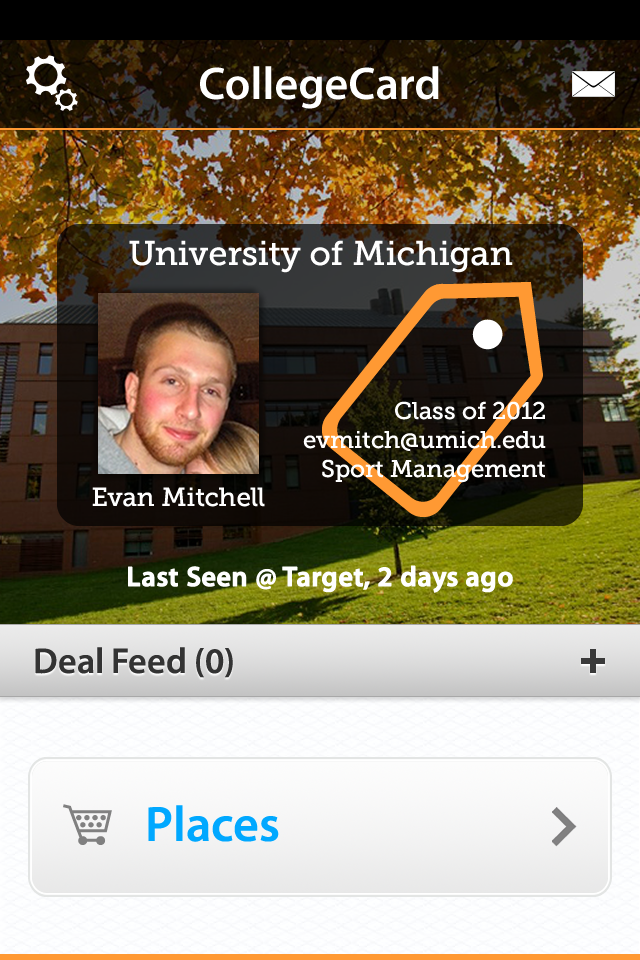 CollegeCard
University of Michigan
Class of 2012
evmitch@umich.edu
Sport Management
Evan Mitchell
Last Seen @ Target, 2 days ago
Deal Feed (0)
Places